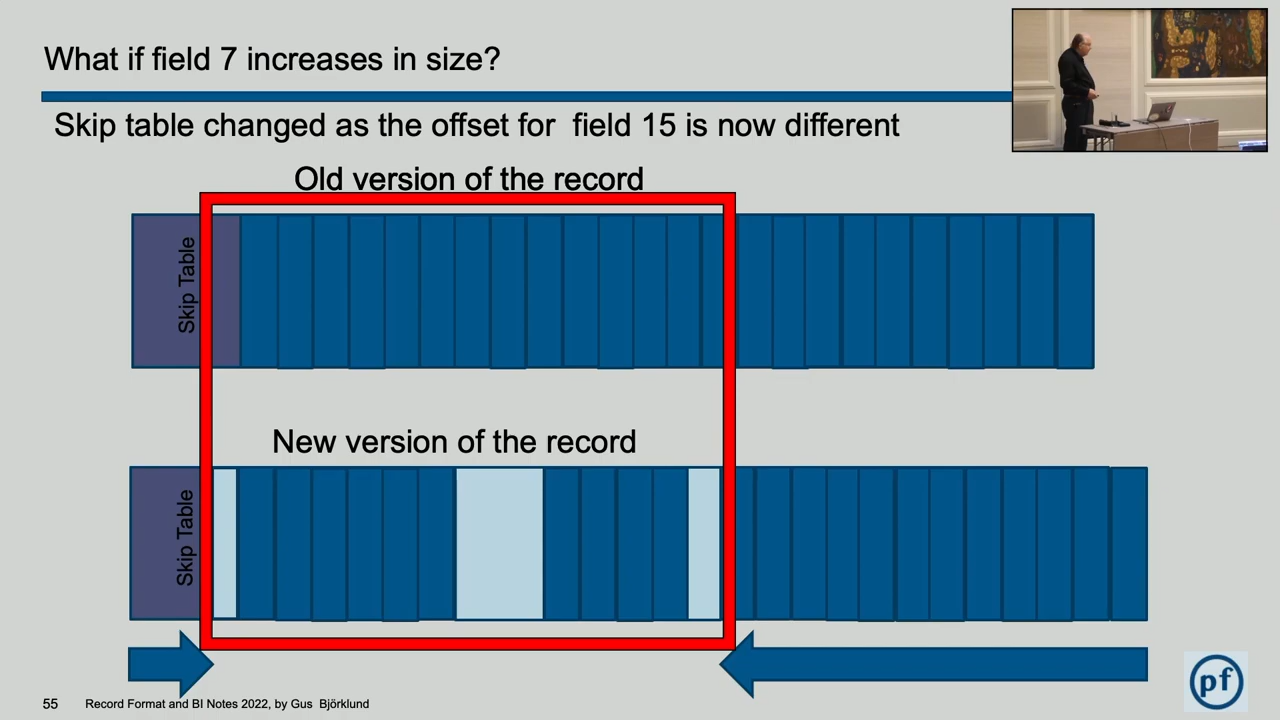 What if field 7 increases in size?
Skip table changed as the offset for field 15 is now different
Old version of the record
Skip Table
New version of the record
Skip Table
pf
55 Record Format and BI Notes 2022, by Gus Björklund